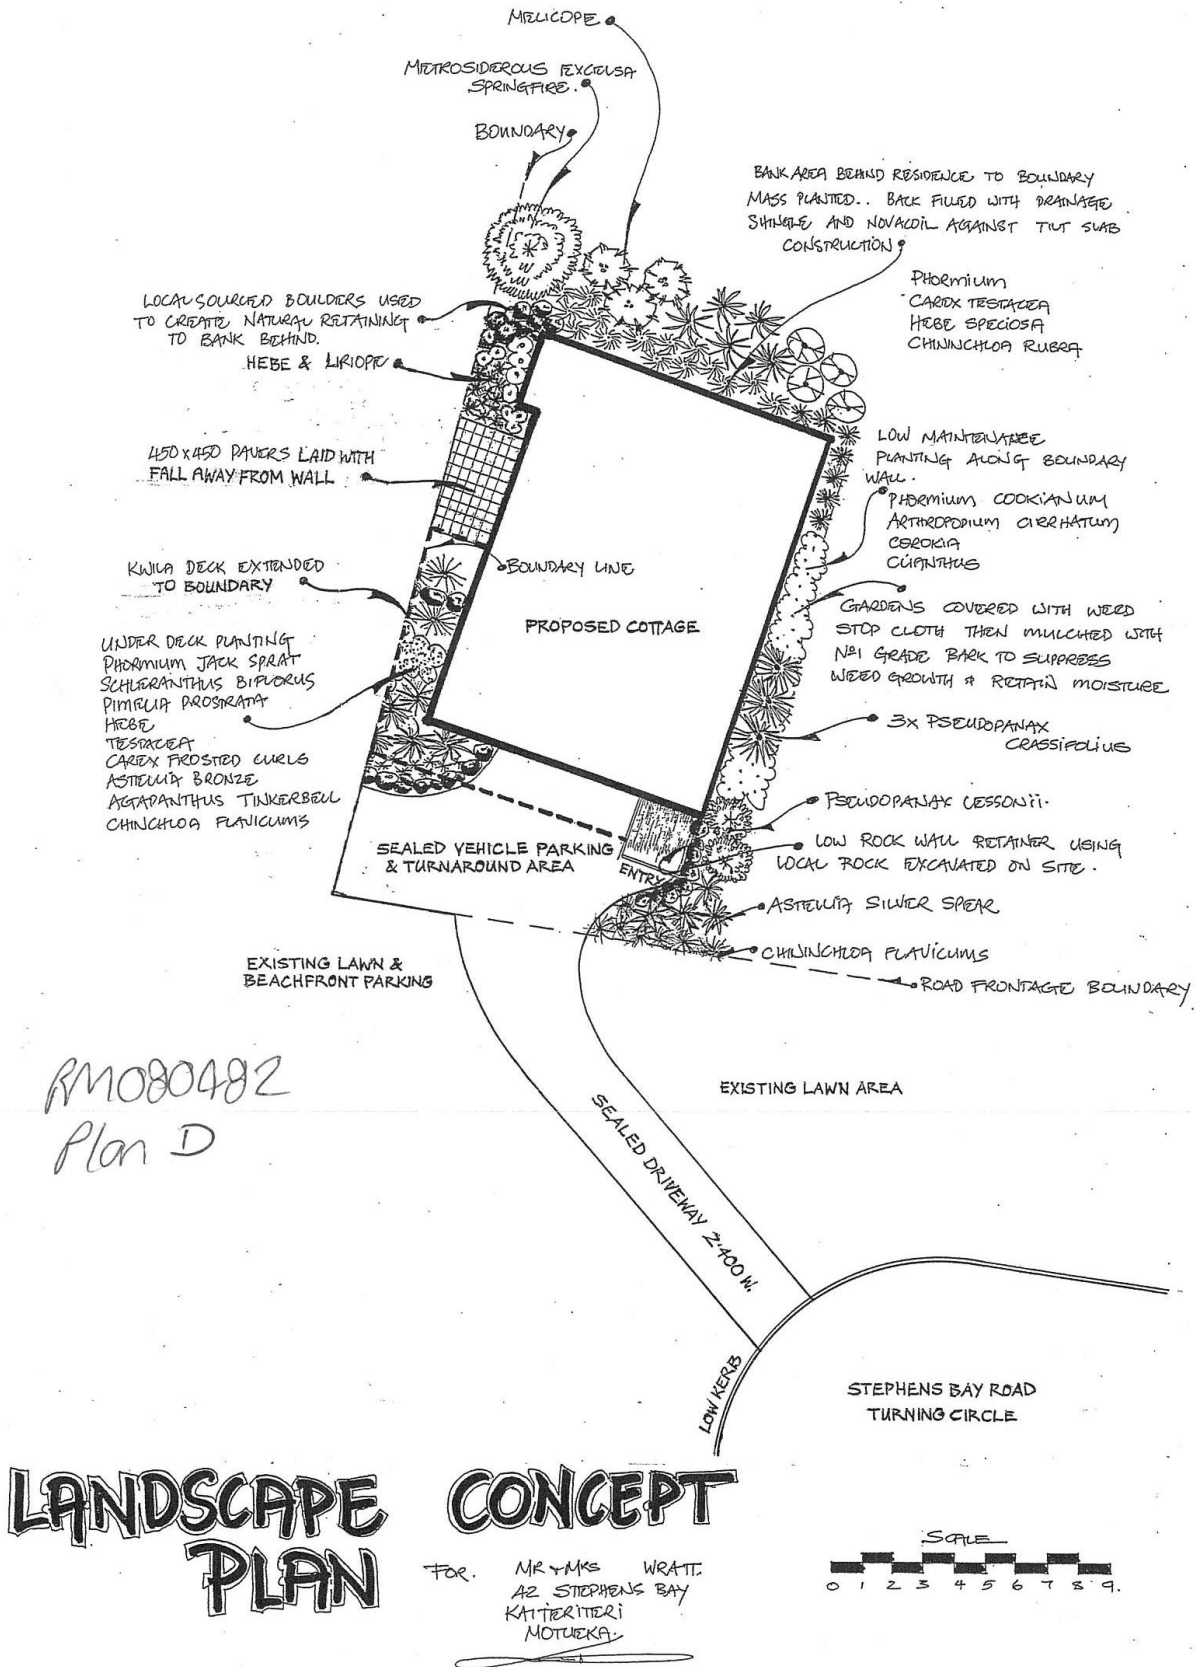 MELICOPE
METROSIDEROUS EXCELSA
SPRINGFIRE.
BOUNDARY
BANK AREA BEHIND RESIDENCE TO BOUNDARY
MASS PLANTED.. BACK FILLED WITH DRAINAGE
SHINGLE AND NOVACOIL AGAINST TILT SLAB
CONSTRUCTION
PHORMIUM
CAREX TESTACEA
HEBE SPECIOSA
CHININCHLOA RUBRA
LOCAL SOURCED BOULDERS USED
TO CREATE NATURAL RETAINING
TO BANK BEHIND.
HEBE & LIRIOPE
450 x 450 PAVERS LAID WITH
FALL AWAY FROM WALL
LOW MAINTENANCE
PLANTING ALONG BOUNDARY
WALL.
PHORMIUM COOKIANUM
ARTHROPODIUM CIRRHATUM
COROKIA
CLIANTHUS
KWILA DECK EXTENDED
TO BOUNDARY
BOUNDARY LINE
PROPOSED COTTAGE
GARDENS COVERED WITH WEED
STOP CLOTH THEN MULCHED WITH
No1 GRADE BARK TO SUPPRESS
WEED GROWTH & RETAIN MOISTURE
UNDER DECK PLANTING
PHORMIUM JACK SPRAT
SCHLERANTHUS BIFLORUS
PIMELIA PROSTRATA
HEBE
TESTACEA
CAREX FROSTED CURLS
ASTELLIA BRONZE
AGAPANTHUS TINKERBELL
CHINCHLOA FLAVICUMS
3x PSEUDOPANAX
CRASSIFOLIUS
PSEUDOPANAX LESSONII.
LOW ROCK WALL RETAINER USING
LOCAL ROCK EXCAVATED ON SITE.
SEALED VEHICLE PARKING
& TURNAROUND AREA
ENTRY
ASTELLIA SILVER SPEAR
CHININCHLOA FLAVICUMS
ROAD FRONTAGE BOUNDARY
EXISTING LAWN &
BEACHFRONT PARKING
RM080482
Plan D
EXISTING LAWN AREA
SEALED DRIVEWAY 2.400 W.
LOW KERB
STEPHENS BAY ROAD
TURNING CIRCLE
LANDSCAPE CONCEPT
PLAN
FOR. MR & MRS WRATT.
A2 STEPHENS BAY
KAITERITERI
MOTUEKA.
SCALE
0 1 2 3 4 5 6 7 8 9.